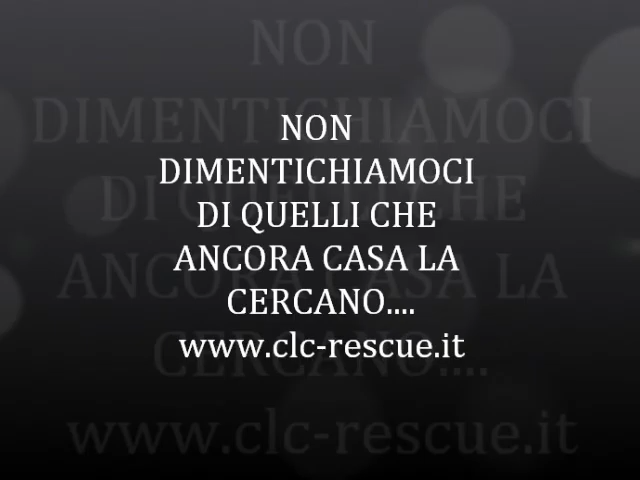 NON
DIMENTICHIAMOCI
DI QUELLI CHE
ANCORA CASA LA
CERCANO....
www.clc-rescue.it